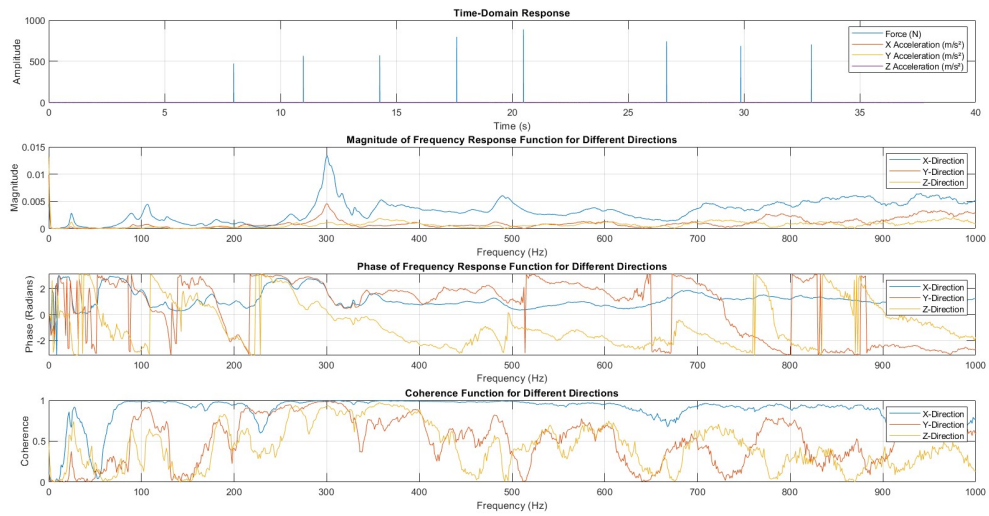 Time-Domain Response
1000
500
0
Amplitude
Force (N)
X Acceleration (m/s²)
Y Acceleration (m/s²)
Z Acceleration (m/s²)
0 5 10 15 20 25 30 35 40
Time (s)
Magnitude of Frequency Response Function for Different Directions
0.015
0.01
0.005
0
Magnitude
X-Direction
Y-Direction
Z-Direction
0 100 200 300 400 500 600 700 800 900 1000
Frequency (Hz)
Phase of Frequency Response Function for Different Directions
2
0
-2
Phase (Radians)
X-Direction
Y-Direction
Z-Direction
0 100 200 300 400 500 600 700 800 900 1000
Frequency (Hz)
Coherence Function for Different Directions
1
0.5
0
Coherence
X-Direction
Y-Direction
Z-Direction
0 100 200 300 400 500 600 700 800 900 1000
Frequency (Hz)